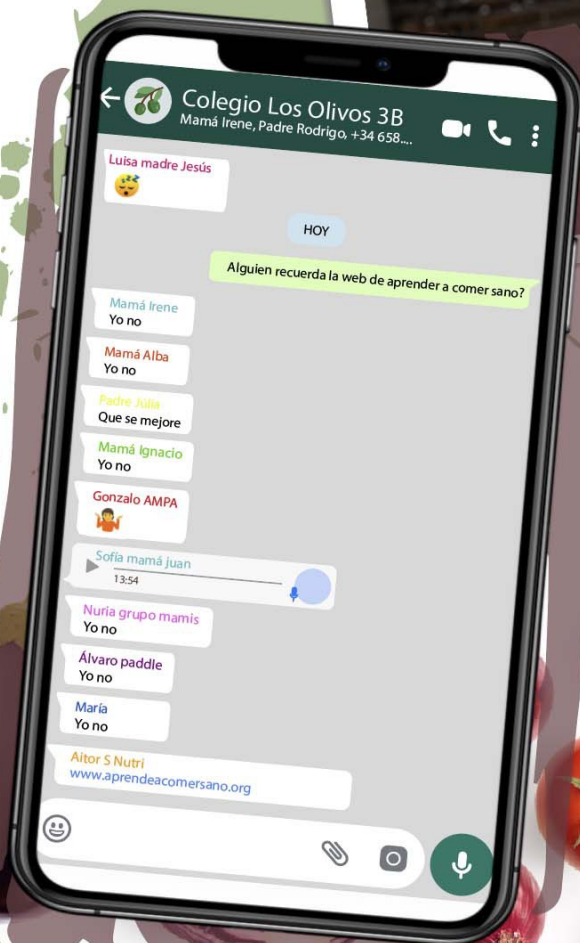 Colegio Los Olivos 3B
Mamá Irene, Padre Rodrigo, +34 658....
Luisa madre Jesús
HOY
Alguien recuerda la web de aprender a comer sano?
Mamá Irene
Yo no
Mamá Alba
Yo no
Padre Julia
Que se mejore
Mamá Ignacio
Yo no
Gonzalo AMPA
Sofía mamá juan
13:54
Nuria grupo mamis
Yo no
Álvaro paddle
Yo no
María
Yo no
Aitor S Nutri
www.aprendeacomersano.org